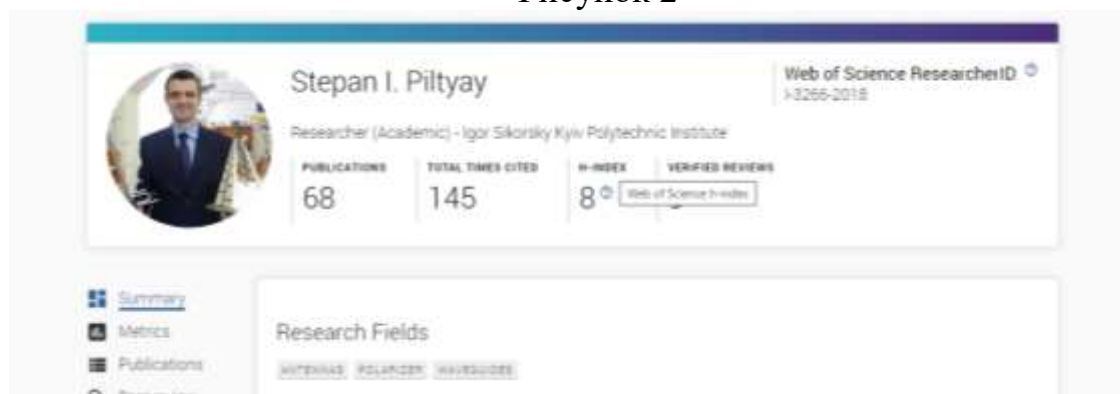 Рисунок 2
Stepan I. Piltyay
Web of Science ResearcherID
I-3266-2018
Researcher (Academic) - Igor Sikorsky Kyiv Polytechnic Institute
PUBLICATIONS TOTAL TIMES CITED H-INDEX VERIFIED REVIEWS
68 145 8 Web of Science h-index
Summary
Metrics
Publications
Research Fields
ANTENNAS POLARIZER WAVEGUIDES